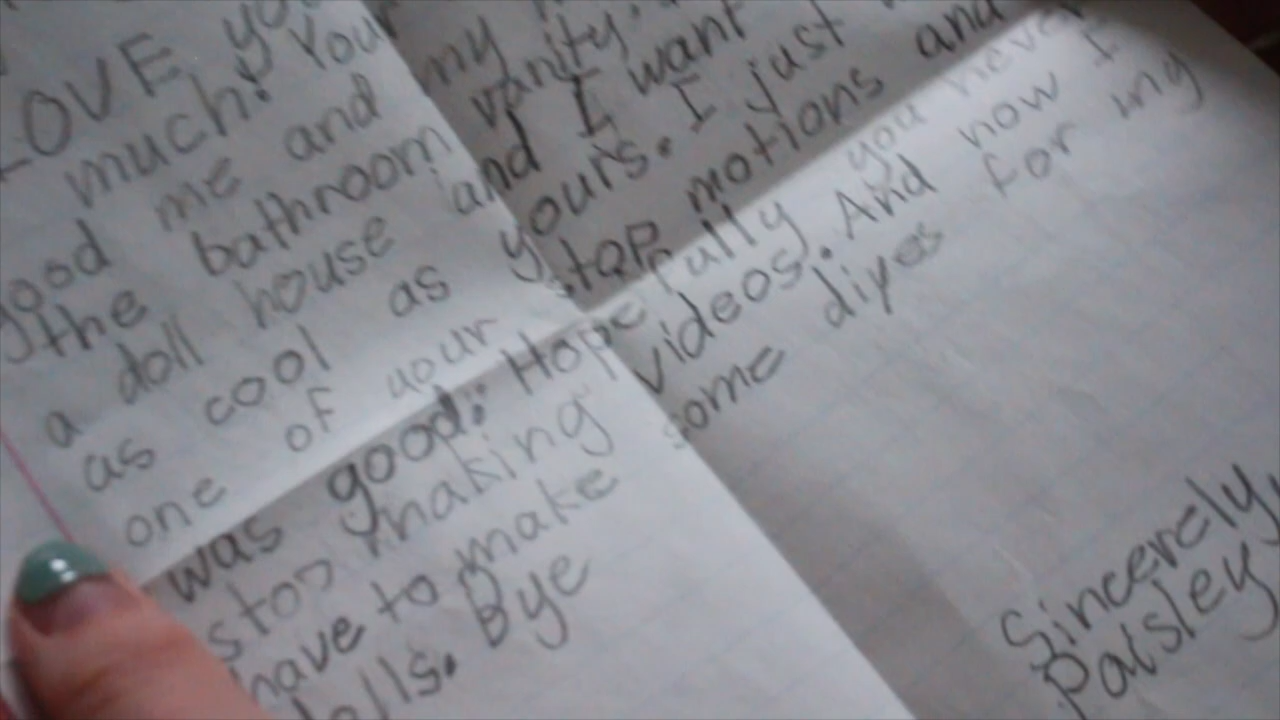 LOVE you
much! You
good me and my
the bathroom vanity,
a doll house and I want
as cool as yours. I just
one of your stop motions and
was good: Hopefully you never
stop making videos. And now I
have to make some diyes for my
dolls. Bye
Sincerely,
Paisley